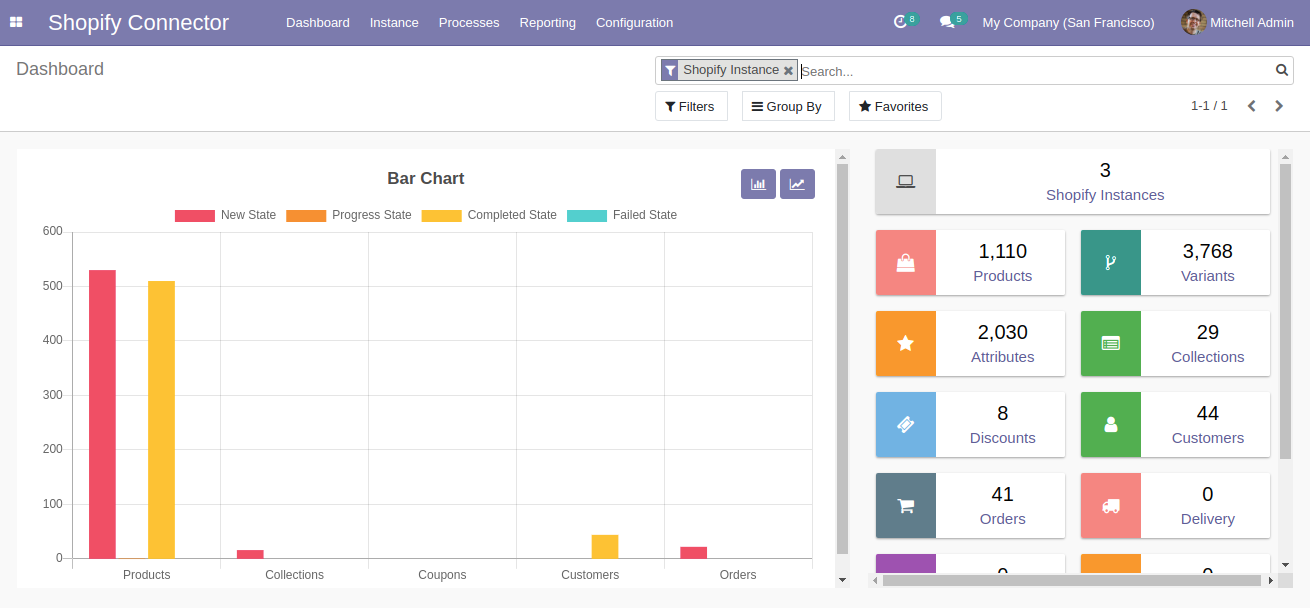 Shopify Connector Dashboard Instance Processes Reporting Configuration 8 5 My Company (San Francisco) Mitchell Admin
Dashboard
Shopify Instance Search...
Filters Group By Favorites 1-1 / 1
Bar Chart
New State Progress State Completed State Failed State
600
500
400
300
200
100
0
Products Collections Coupons Customers Orders
3
Shopify Instances
1,110
Products
3,768
Variants
2,030
Attributes
29
Collections
8
Discounts
44
Customers
41
Orders
0
Delivery